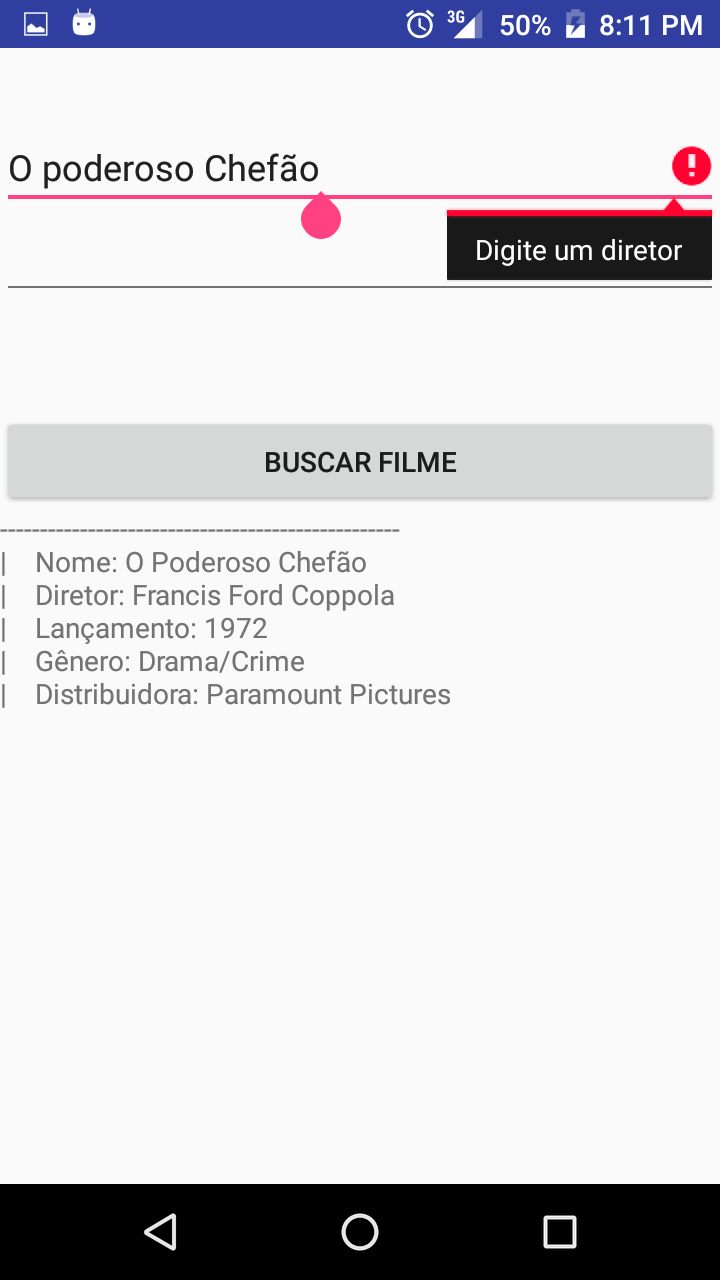 3G 50% 8:11 PM
O poderoso Chefão
Digite um diretor
BUSCAR FILME
--------------------------------------------------
| Nome: O Poderoso Chefão
| Diretor: Francis Ford Coppola
| Lançamento: 1972
| Gênero: Drama/Crime
| Distribuidora: Paramount Pictures